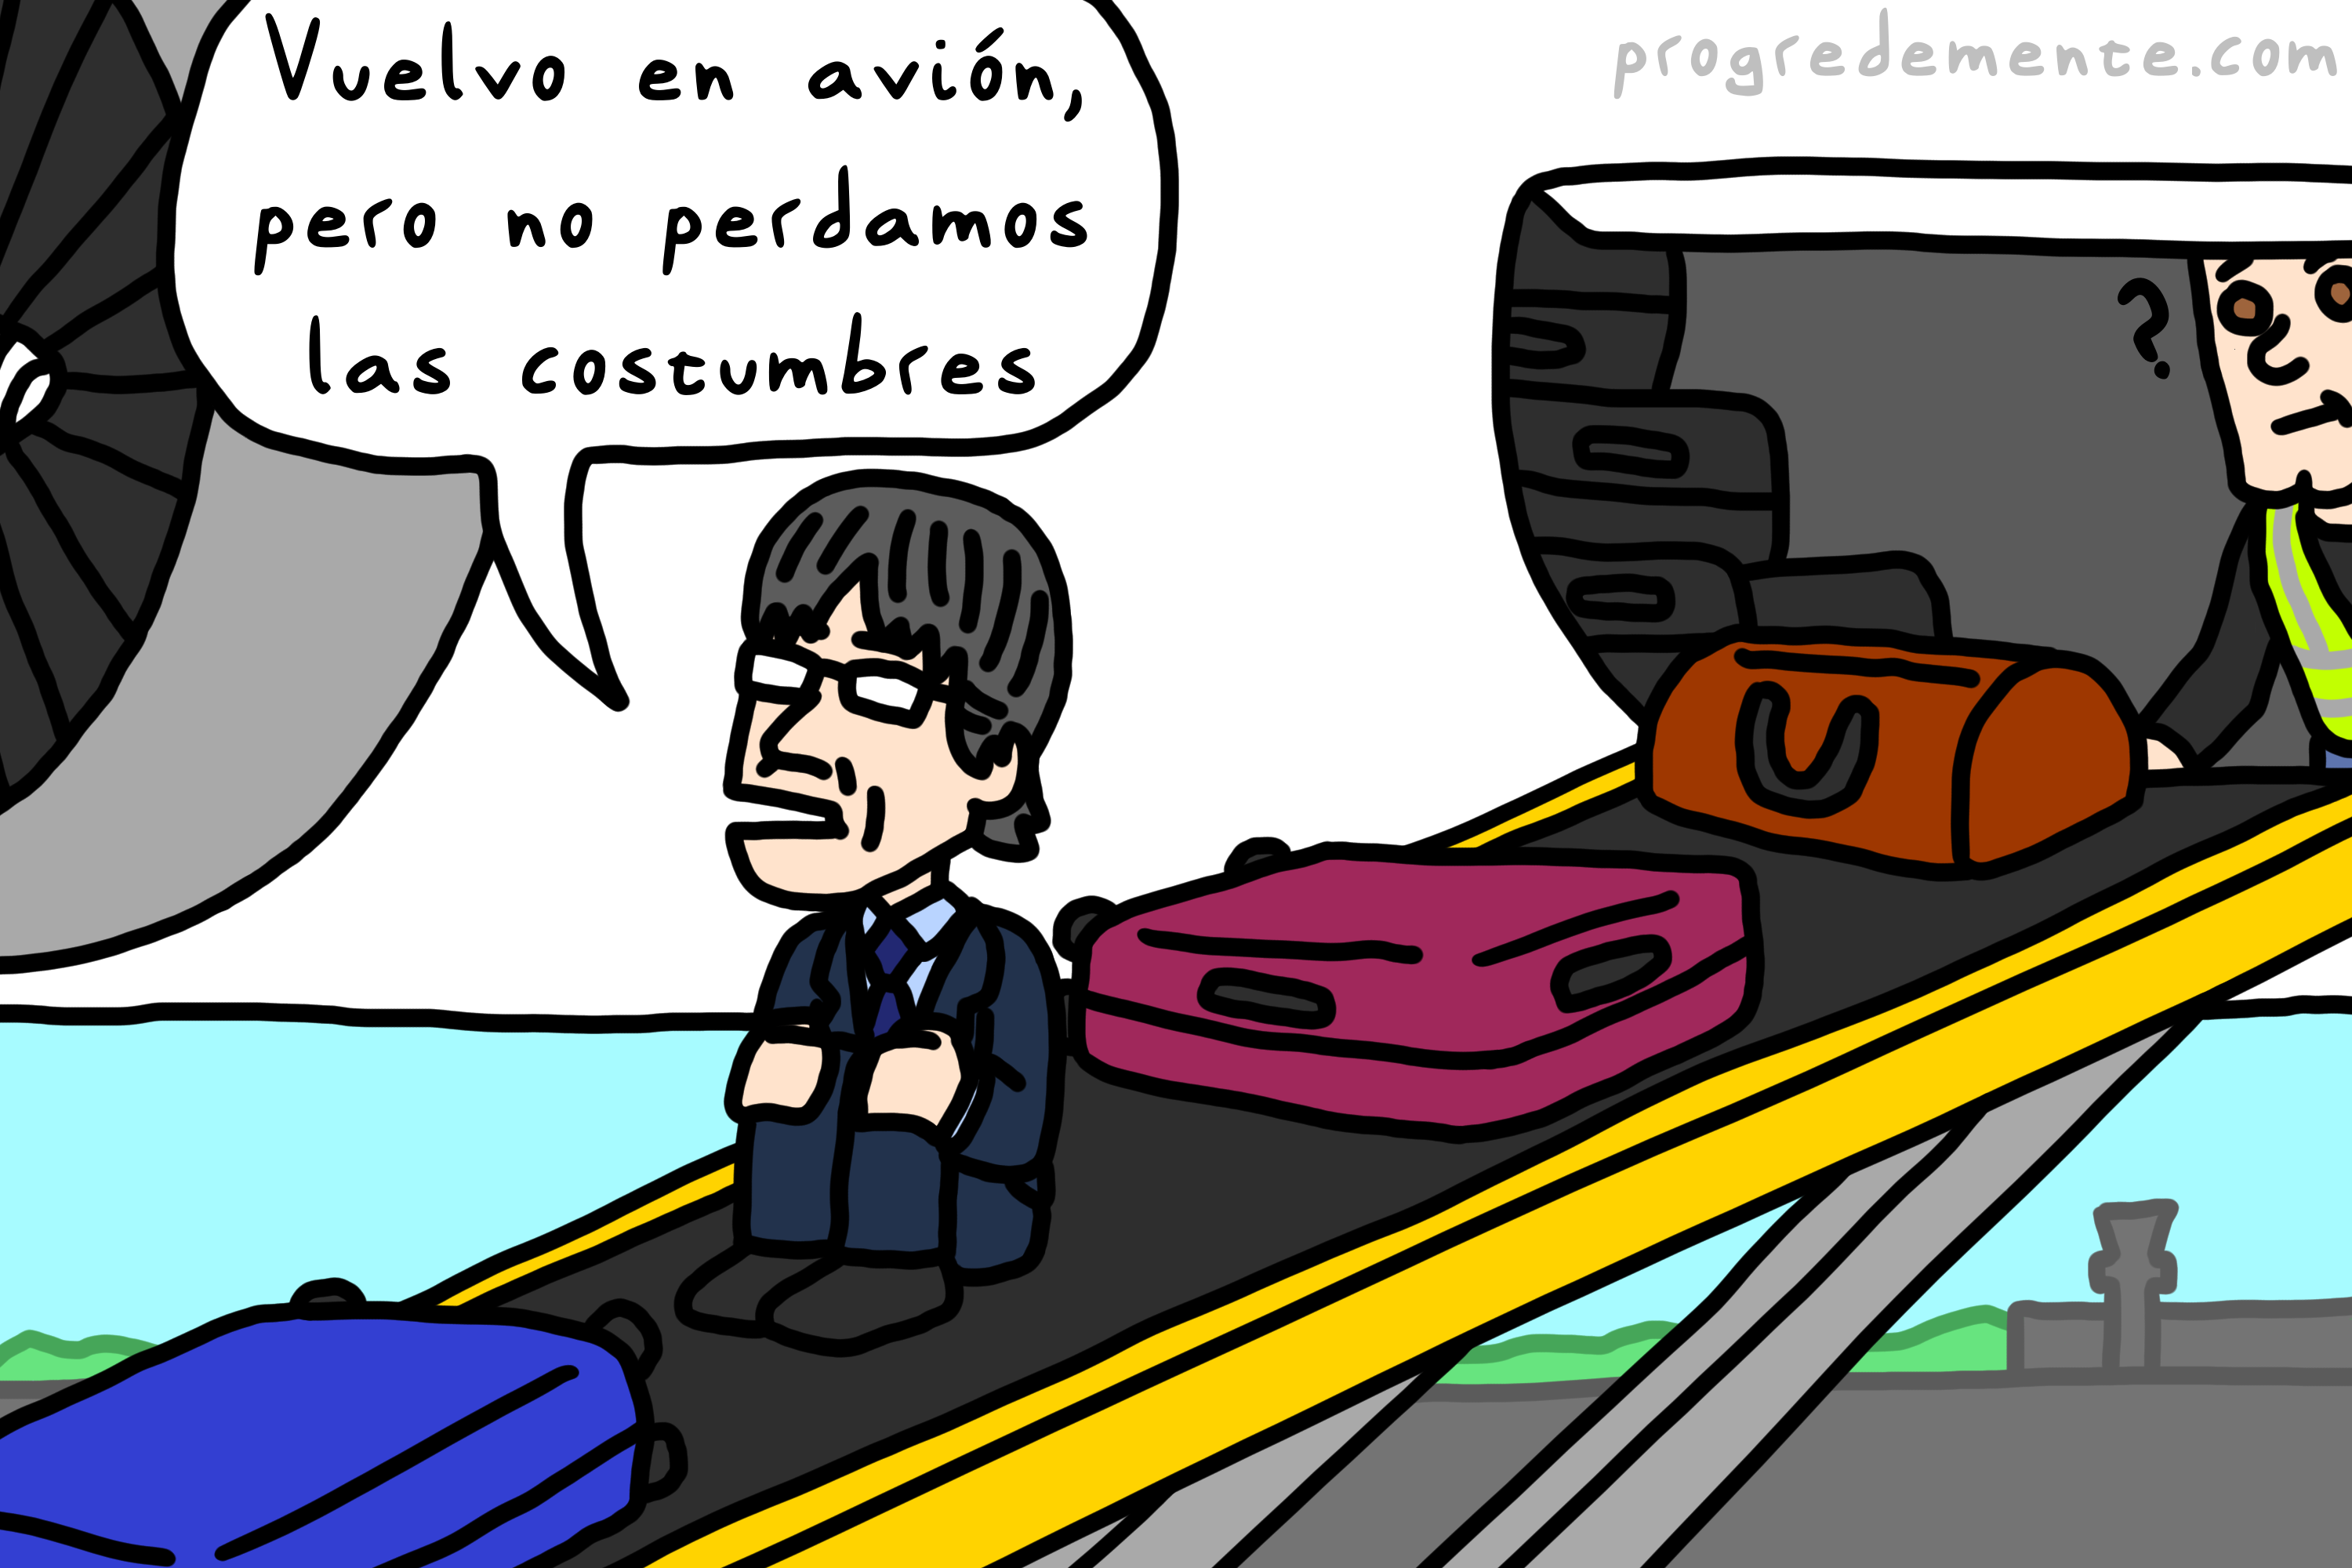 Vuelvo en avión,
pero no perdamos
las costumbres
progredemente.com
?